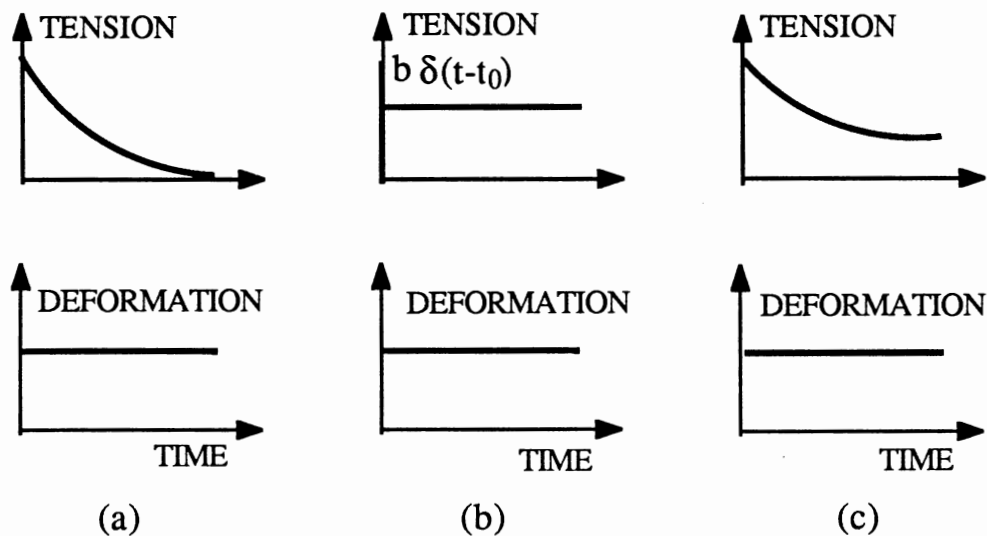 TENSION
TENSION
b δ(t-t₀)
TENSION
DEFORMATION
DEFORMATION
DEFORMATION
TIME
TIME
TIME
(a)
(b)
(c)